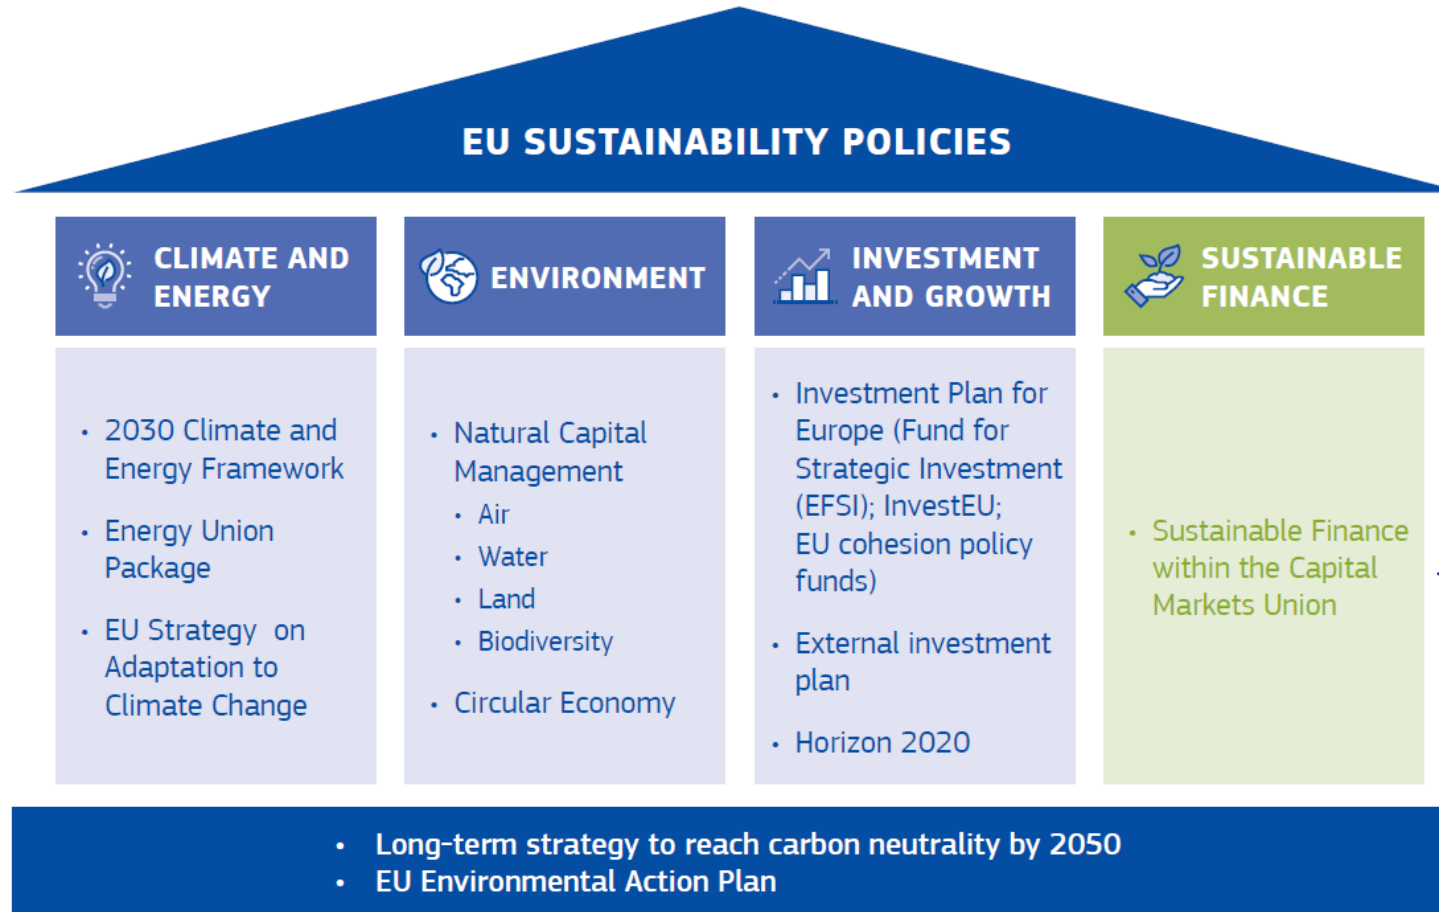 EU SUSTAINABILITY POLICIES
CLIMATE AND
ENERGY
• 2030 Climate and
Energy Framework
• Energy Union
Package
• EU Strategy on
Adaptation to
Climate Change
ENVIRONMENT
• Natural Capital
Management
• Air
• Water
• Land
• Biodiversity
• Circular Economy
INVESTMENT
AND GROWTH
• Investment Plan for
Europe (Fund for
Strategic Investment
(EFSI); InvestEU;
EU cohesion policy
funds)
• External investment
plan
• Horizon 2020
SUSTAINABLE
FINANCE
• Sustainable Finance
within the Capital
Markets Union
• Long-term strategy to reach carbon neutrality by 2050
• EU Environmental Action Plan